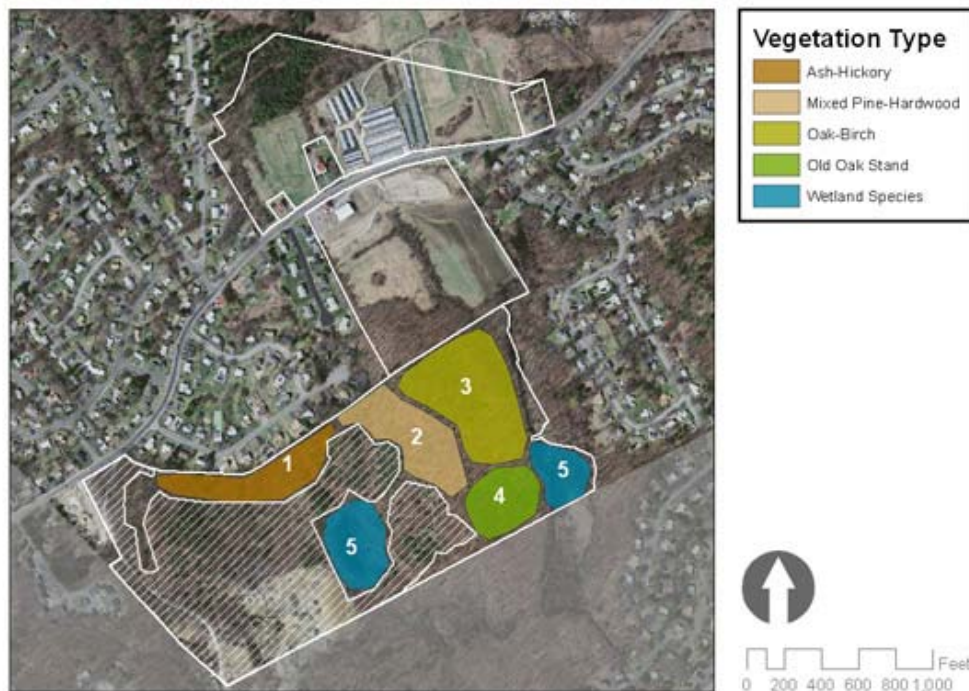 Vegetation Type
Ash-Hickory
Mixed Pine-Hardwood
Oak-Birch
Old Oak Stand
Wetland Species
3
2
1
5
4
5
Feet
0 200 400 600 800 1,000